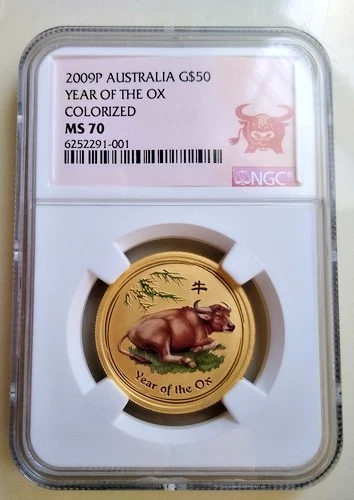 2009P AUSTRALIA G$50
YEAR OF THE OX
COLORIZED
MS 70
6252291-001
NGC
牛
Year of the Ox